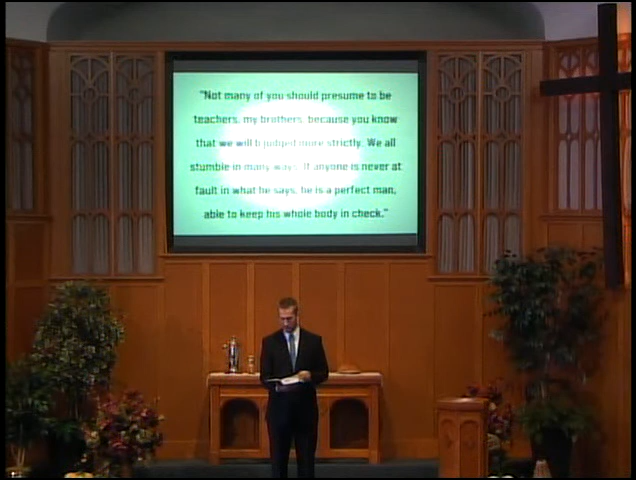 "Not many of you should presume to be
teachers, my brothers, because you know
that we will b judged more strictly. We all
stumble in many ways. If anyone is never at
fault in what he says, he is a perfect man,
able to keep his whole body in check."